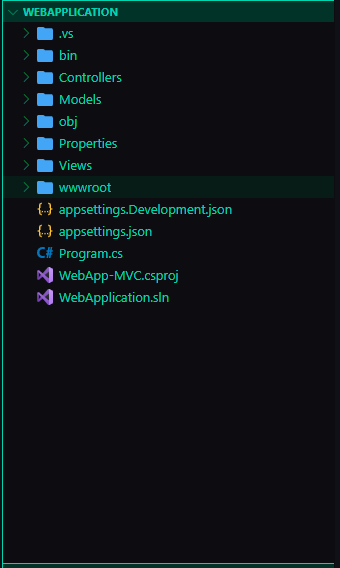 WEBAPPLICATION
.vs
bin
Controllers
Models
obj
Properties
Views
wwwroot
{..} appsettings.Development.json
{..} appsettings.json
C# Program.cs
WebApp-MVC.csproj
WebApplication.sln